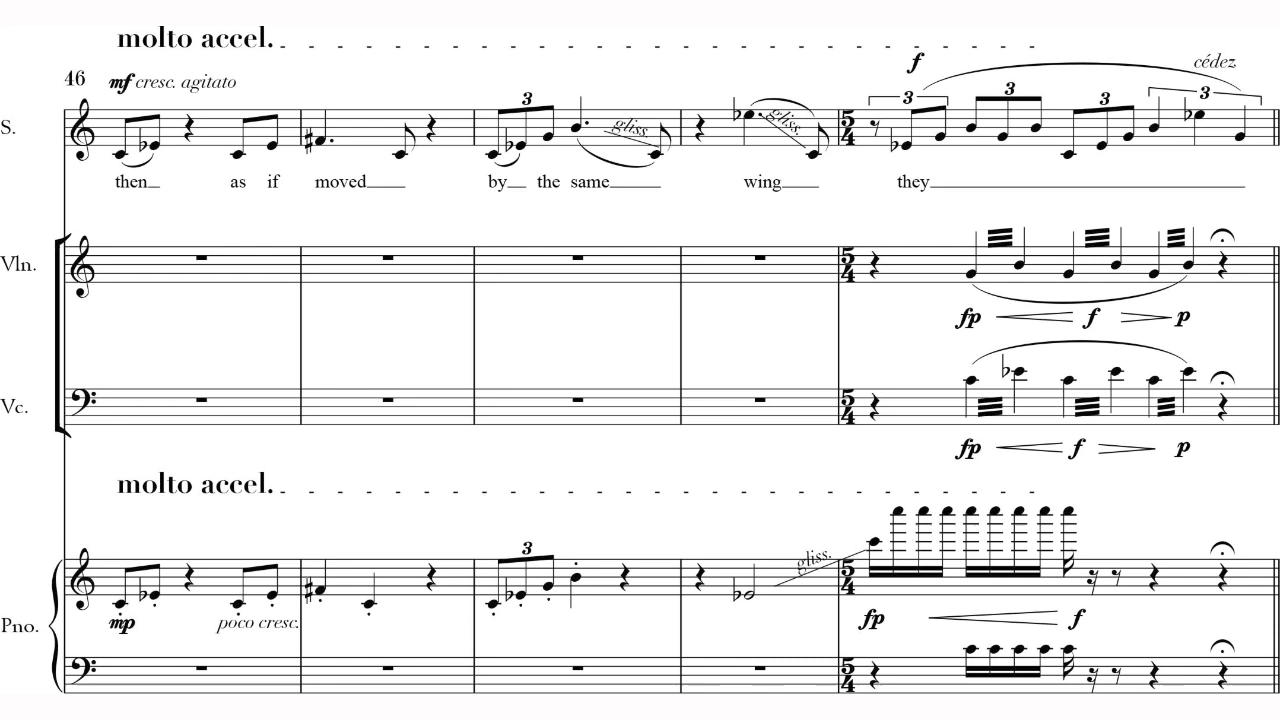 molto accel.
46 mf cresc. agitato f cédez
3 3 3 3 3
S. gliss. gliss. 5 4
then as if moved by the same wing they
Vln. 5 4
fp f p
Vc. 5 4
fp f p
molto accel.
3 gliss. 5 4
mp poco cresc. fp f
Pno.
5 4